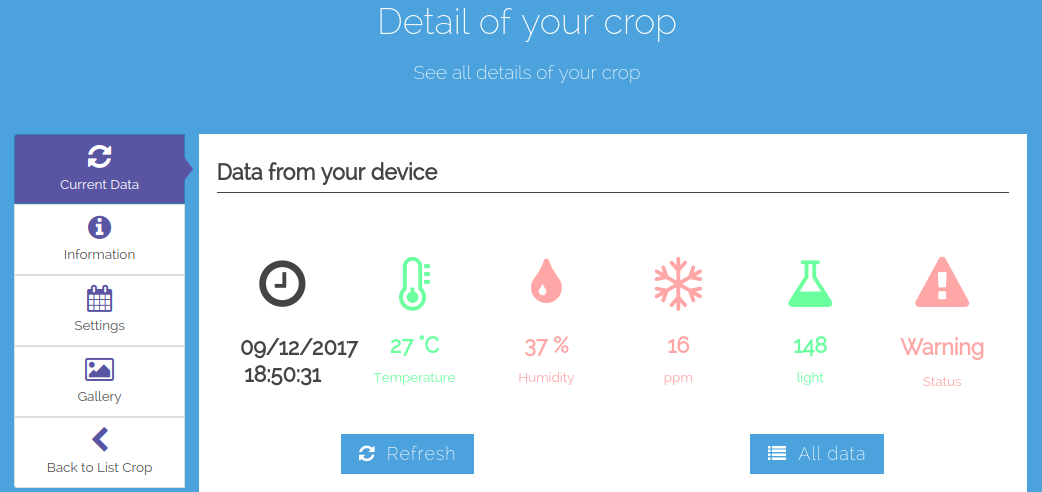 Detail of your crop
See all details of your crop
Current Data
Information
Settings
Gallery
Back to List Crop
Data from your device
09/12/2017
18:50:31
27 °C
Temperature
37 %
Humidity
16
ppm
148
light
Warning
Status
Refresh
All data